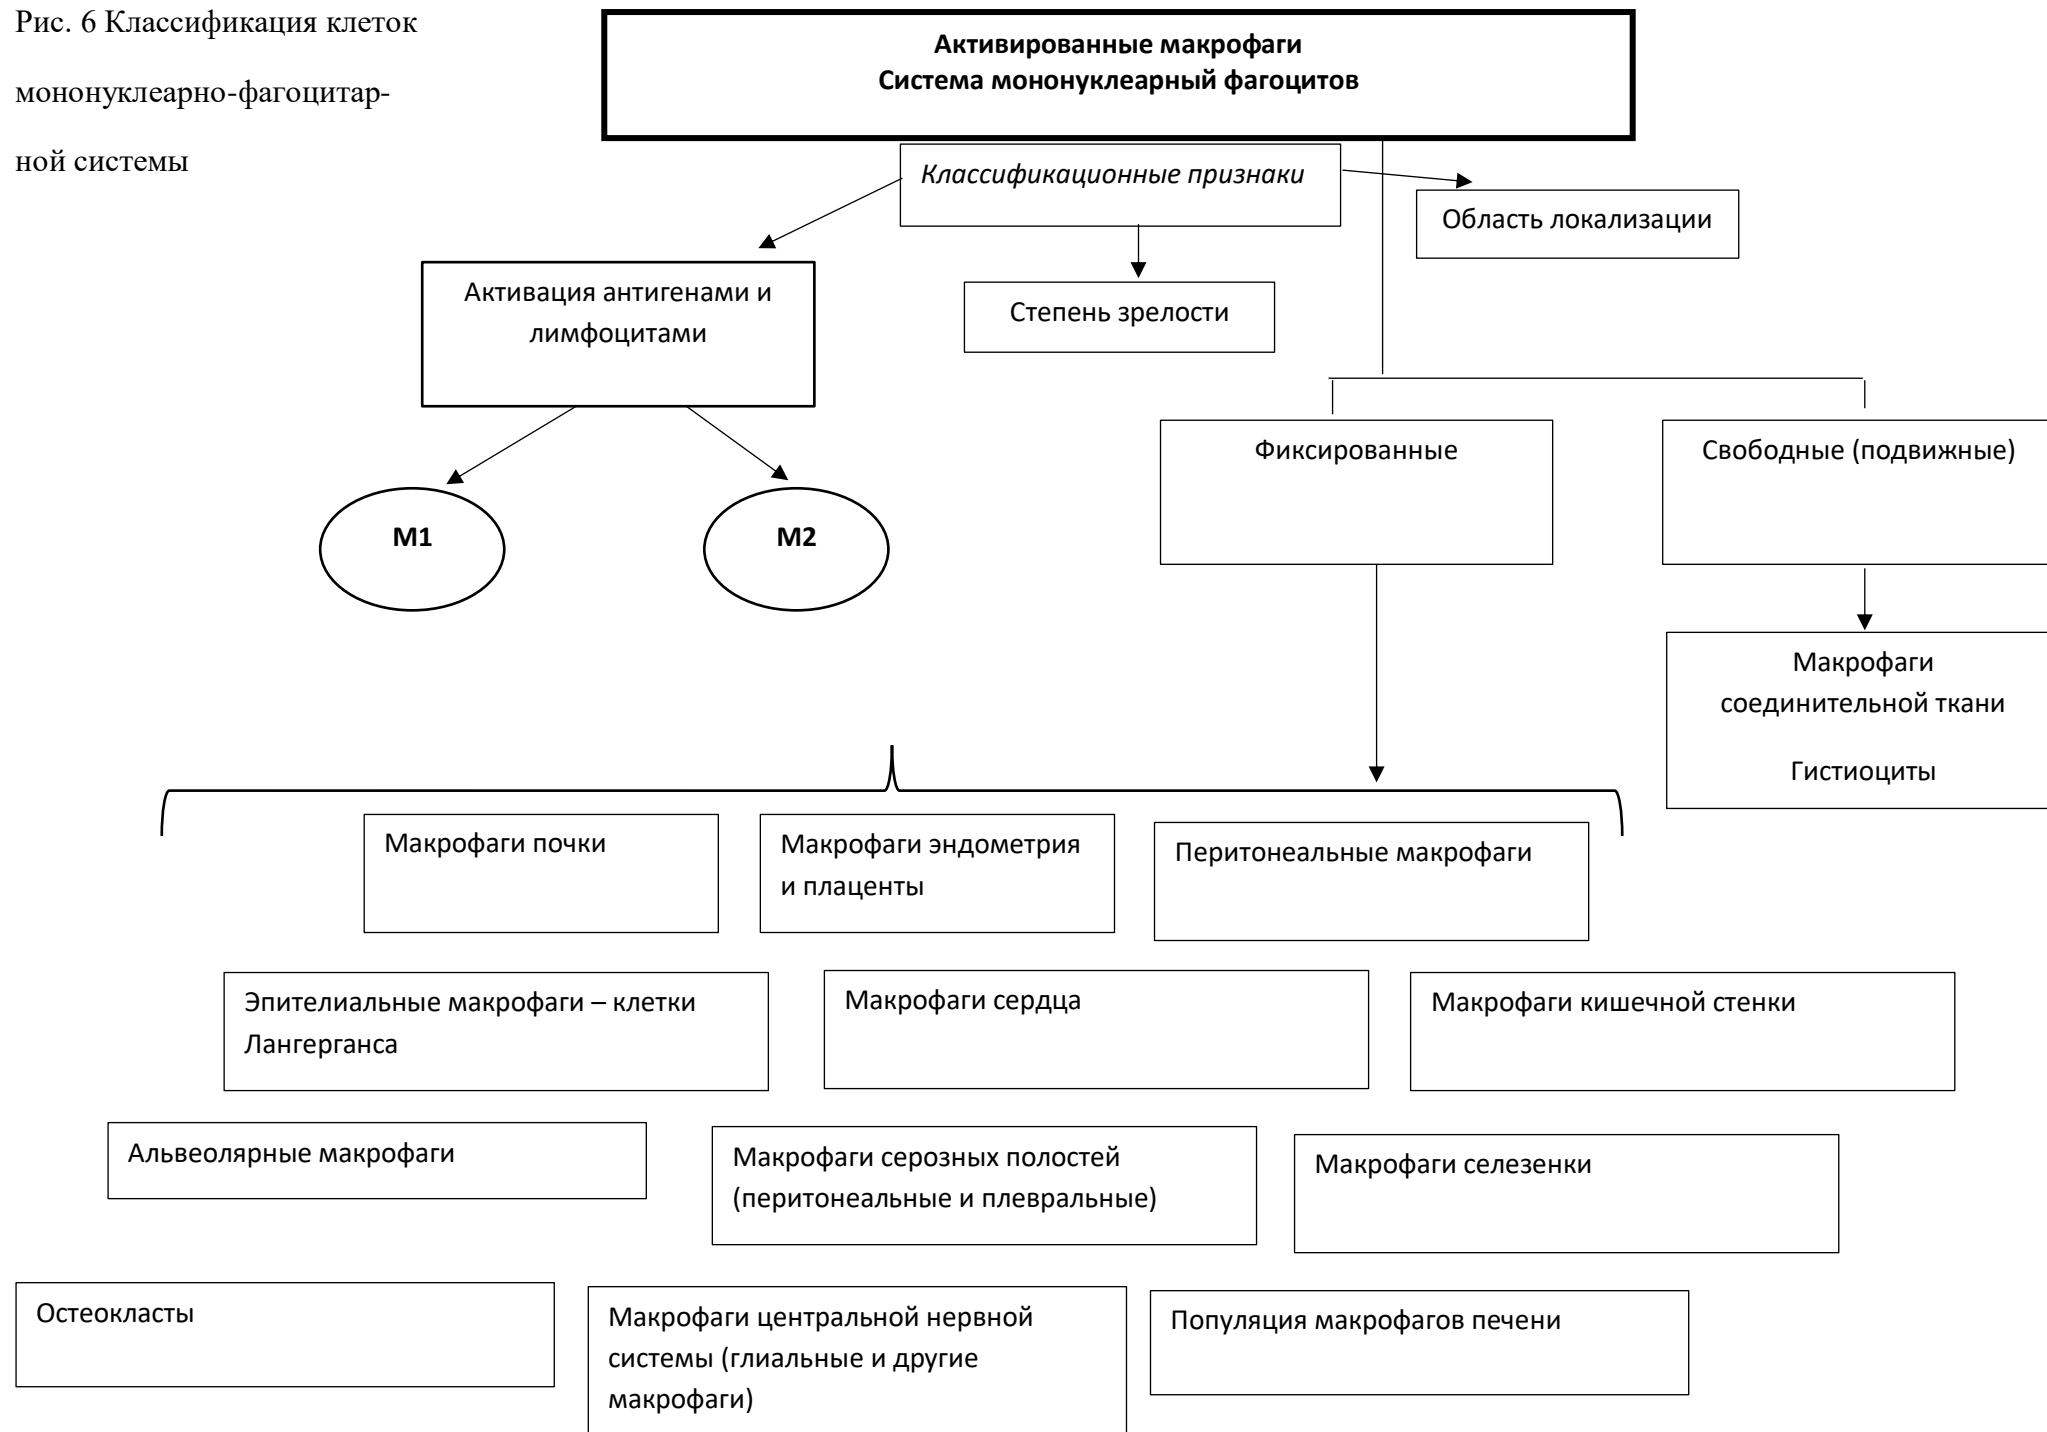 Рис. 6 Классификация клеток
мононуклеарно-фагоцитар-
ной системы
Активированные макрофаги
Система мононуклеарный фагоцитов
Классификационные признаки
Область локализации
Активация антигенами и
лимфоцитами
Степень зрелости
Фиксированные
Свободные (подвижные)
М1
М2
Макрофаги
соединительной ткани
Гистиоциты
Макрофаги почки
Макрофаги эндометрия
и плаценты
Перитонеальные макрофаги
Эпителиальные макрофаги – клетки
Лангерганса
Макрофаги сердца
Макрофаги кишечной стенки
Альвеолярные макрофаги
Макрофаги серозных полостей
(перитонеальные и плевральные)
Макрофаги селезенки
Остеокласты
Макрофаги центральной нервной
системы (глиальные и другие
макрофаги)
Популяция макрофагов печени